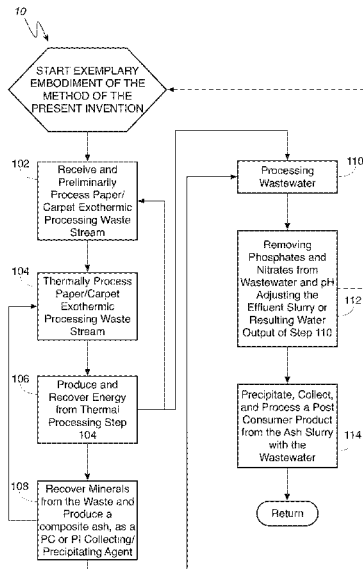 10
START EXEMPLARY
EMBODIMENT OF THE
METHOD OF THE
PRESENT INVENTION
102
Receive and
Preliminarily
Process Paper/
Carpet Exothermic
Processing Waste
Stream
104
Thermally Process
Paper/Carpet
Exothermic
Processing Waste
Stream
106
Produce and
Recover Energy
from Thermal
Processing Step
104
108
Recover Minerals
from the Waste and
Produce a
composite ash, as a
PC or PI Collecting/
Precipitating Agent
110
Processing
Wastewater
Removing
Phosphates and
Nitrates from
Wastewater and pH
Adjusting the
Effluent Slurry or
Resulting Water
Output of Step 110
112
Precipitate, Collect,
and Process a Post
Consumer Product
from the Ash Slurry
with the
Wastewater
114
Return